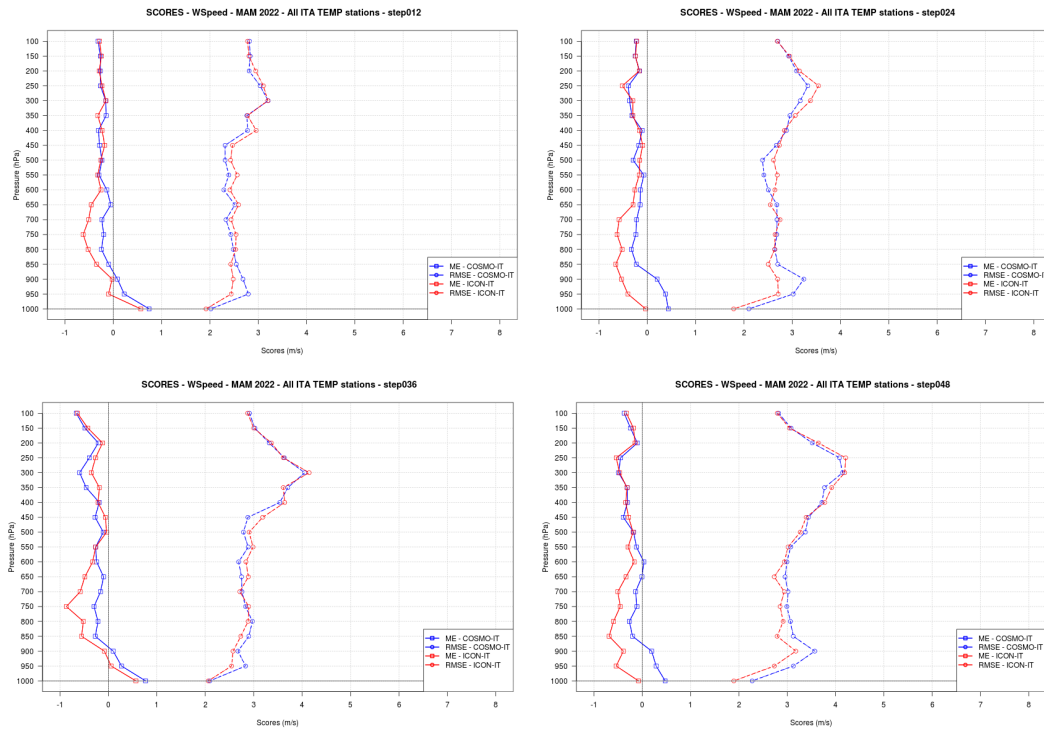 SCORES - WSpeed - MAM 2022 - All ITA TEMP stations - step012
Pressure (hPa)
100
150
200
250
300
350
400
450
500
550
600
650
700
750
800
850
900
950
1000
ME - COSMO-IT
RMSE - COSMO-IT
ME - ICON-IT
RMSE - ICON-IT
-1 0 1 2 3 4 5 6 7 8
Scores (m/s)
SCORES - WSpeed - MAM 2022 - All ITA TEMP stations - step024
Pressure (hPa)
100
150
200
250
300
350
400
450
500
550
600
650
700
750
800
850
900
950
1000
ME - COSMO-IT
RMSE - COSMO-IT
ME - ICON-IT
RMSE - ICON-IT
-1 0 1 2 3 4 5 6 7 8
Scores (m/s)
SCORES - WSpeed - MAM 2022 - All ITA TEMP stations - step036
Pressure (hPa)
100
150
200
250
300
350
400
450
500
550
600
650
700
750
800
850
900
950
1000
ME - COSMO-IT
RMSE - COSMO-IT
ME - ICON-IT
RMSE - ICON-IT
-1 0 1 2 3 4 5 6 7 8
Scores (m/s)
SCORES - WSpeed - MAM 2022 - All ITA TEMP stations - step048
Pressure (hPa)
100
150
200
250
300
350
400
450
500
550
600
650
700
750
800
850
900
950
1000
ME - COSMO-IT
RMSE - COSMO-IT
ME - ICON-IT
RMSE - ICON-IT
-1 0 1 2 3 4 5 6 7 8
Scores (m/s)